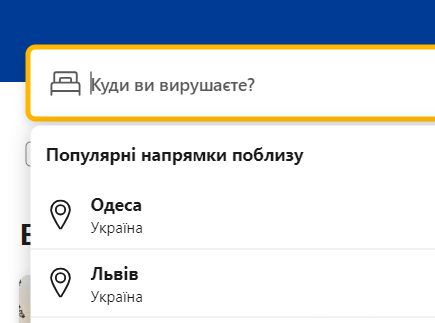 Куди ви вирушаєте?
Популярні напрямки поблизу
Одеса
Україна
Львів
Україна